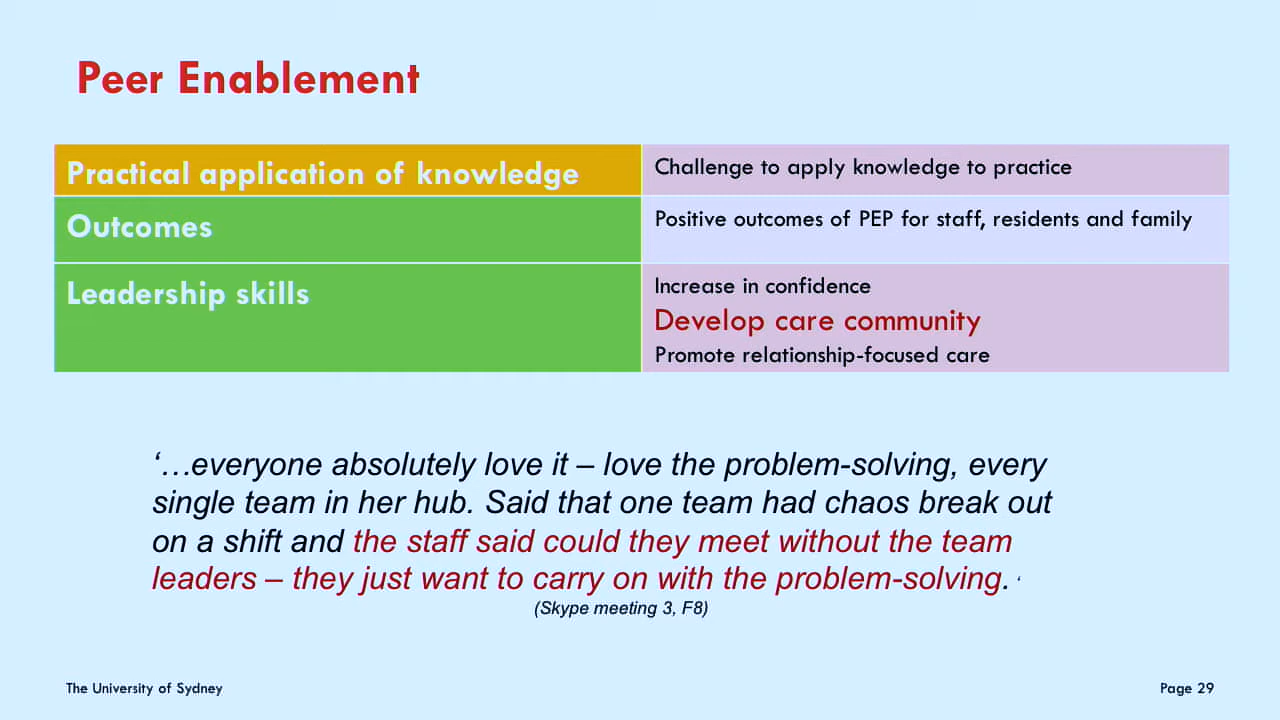 Peer Enablement
Practical application of knowledge
Challenge to apply knowledge to practice
Outcomes
Positive outcomes of PEP for staff, residents and family
Leadership skills
Increase in confidence
Develop care community
Promote relationship-focused care
‘…everyone absolutely love it – love the problem-solving, every
single team in her hub. Said that one team had chaos break out
on a shift and the staff said could they meet without the team
leaders – they just want to carry on with the problem-solving. ‘
(Skype meeting 3, F8)
The University of Sydney
Page 29